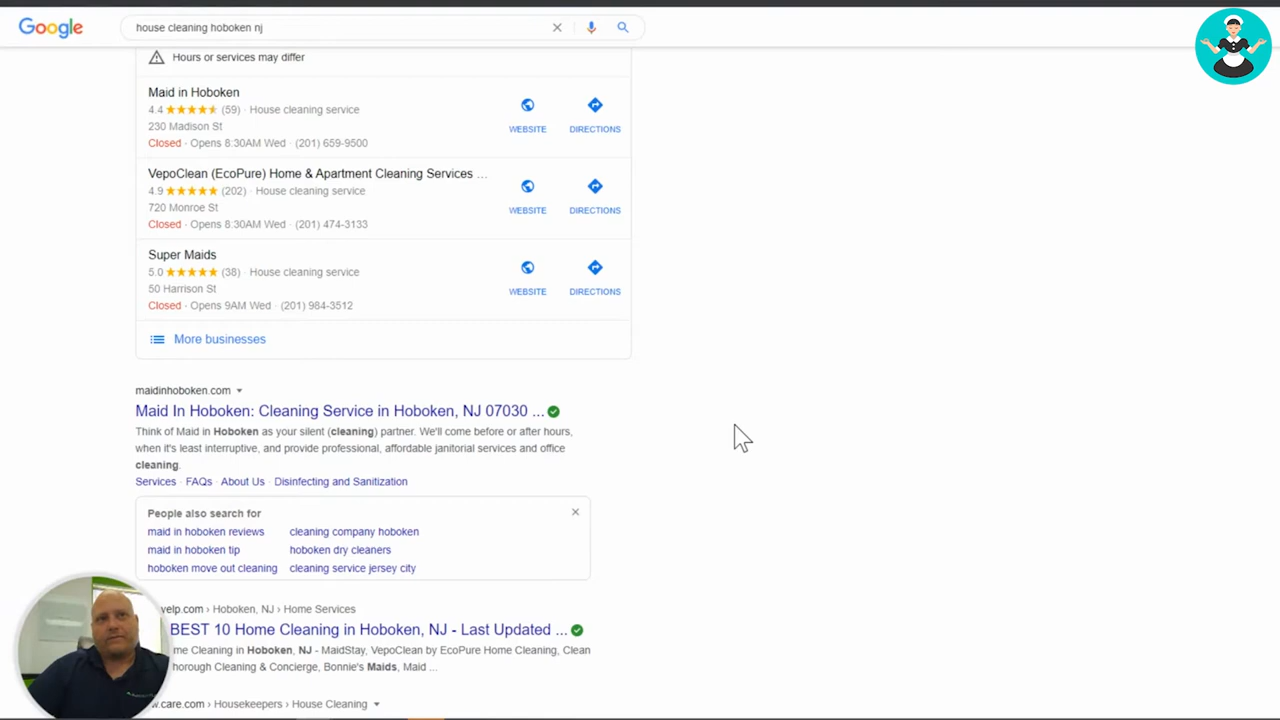 Google
house cleaning hoboken nj
Hours or services may differ
Maid in Hoboken
4.4 (59) · House cleaning service
230 Madison St
Closed · Opens 8:30AM Wed · (201) 659-9500
WEBSITE
DIRECTIONS
VepoClean (EcoPure) Home & Apartment Cleaning Services ...
4.9 (202) · House cleaning service
720 Monroe St
Closed · Opens 8:30AM Wed · (201) 474-3133
WEBSITE
DIRECTIONS
Super Maids
5.0 (38) · House cleaning service
50 Harrison St
Closed · Opens 9AM Wed · (201) 984-3512
WEBSITE
DIRECTIONS
More businesses
maidinhoboken.com
Maid In Hoboken: Cleaning Service in Hoboken, NJ 07030 ...
Think of Maid in Hoboken as your silent (cleaning) partner. We'll come before or after hours,
when it's least interruptive, and provide professional, affordable janitorial services and office
cleaning.
Services · FAQs · About Us · Disinfecting and Sanitization
People also search for
maid in hoboken reviews
cleaning company hoboken
maid in hoboken tip
hoboken dry cleaners
hoboken move out cleaning
cleaning service jersey city
yelp.com › Hoboken, NJ › Home Services
BEST 10 Home Cleaning in Hoboken, NJ - Last Updated ...
me Cleaning in Hoboken, NJ - MaidStay, VepoClean by EcoPure Home Cleaning, Clean
horough Cleaning & Concierge, Bonnie's Maids, Maid ...
w.care.com › Housekeepers › House Cleaning